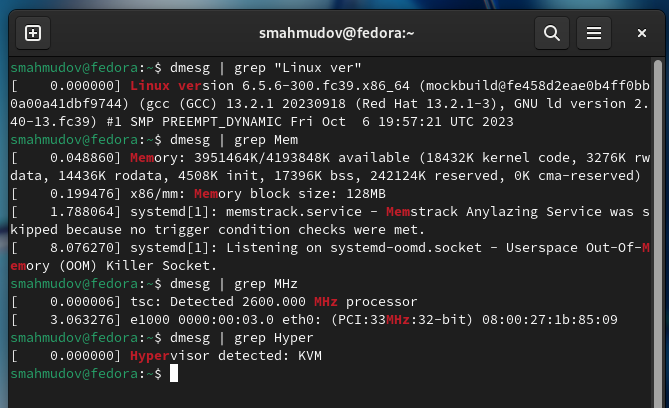 smahmudov@fedora:~
smahmudov@fedora:~$ dmesg | grep "Linux ver"
[    0.000000] Linux version 6.5.6-300.fc39.x86_64 (mockbuild@fe458d2eae0b4ff0bb
0a00a41dbf9744) (gcc (GCC) 13.2.1 20230918 (Red Hat 13.2.1-3), GNU ld version 2.
40-13.fc39) #1 SMP PREEMPT_DYNAMIC Fri Oct  6 19:57:21 UTC 2023
smahmudov@fedora:~$ dmesg | grep Mem
[    0.048860] Memory: 3951464K/4193848K available (18432K kernel code, 3276K rw
data, 14436K rodata, 4508K init, 17396K bss, 242124K reserved, 0K cma-reserved)
[    0.199476] x86/mm: Memory block size: 128MB
[    1.788064] systemd[1]: memstrack.service - Memstrack Anylazing Service was s
kipped because no trigger condition checks were met.
[    8.076270] systemd[1]: Listening on systemd-oomd.socket - Userspace Out-Of-M
emory (OOM) Killer Socket.
smahmudov@fedora:~$ dmesg | grep MHz
[    0.000006] tsc: Detected 2600.000 MHz processor
[    3.063276] e1000 0000:00:03.0 eth0: (PCI:33MHz:32-bit) 08:00:27:1b:85:09
smahmudov@fedora:~$ dmesg | grep Hyper
[    0.000000] Hypervisor detected: KVM
smahmudov@fedora:~$